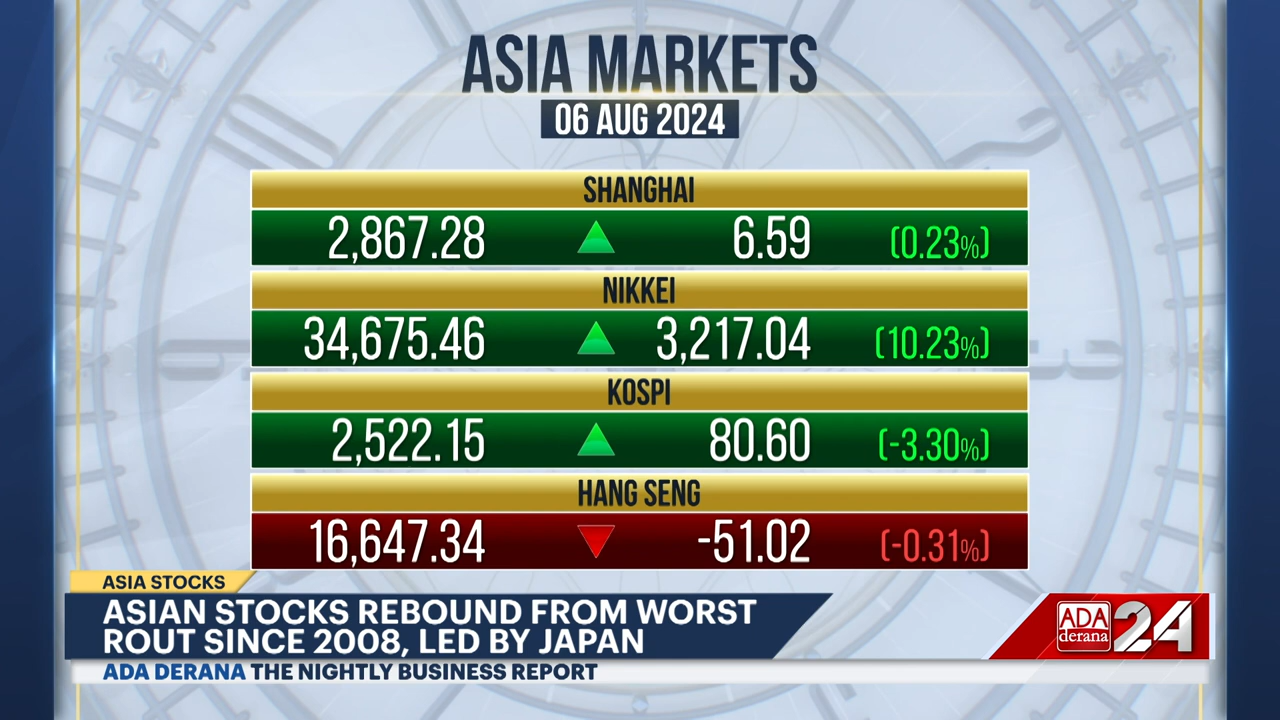 ASIA MARKETS
06 AUG 2024
SHANGHAI
2,867.28 6.59 (0.23%)
NIKKEI
34,675.46 3,217.04 (10.23%)
KOSPI
2,522.15 80.60 (-3.30%)
HANG SENG
16,647.34 -51.02 (-0.31%)
ASIA STOCKS
ASIAN STOCKS REBOUND FROM WORST
ROUT SINCE 2008, LED BY JAPAN
ADA DERANA THE NIGHTLY BUSINESS REPORT
ADA
derana
24